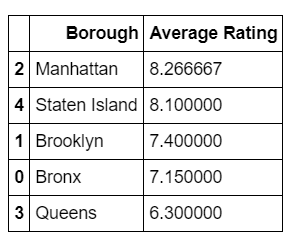 Borough Average Rating
2 Manhattan 8.266667
4 Staten Island 8.100000
1 Brooklyn 7.400000
0 Bronx 7.150000
3 Queens 6.300000